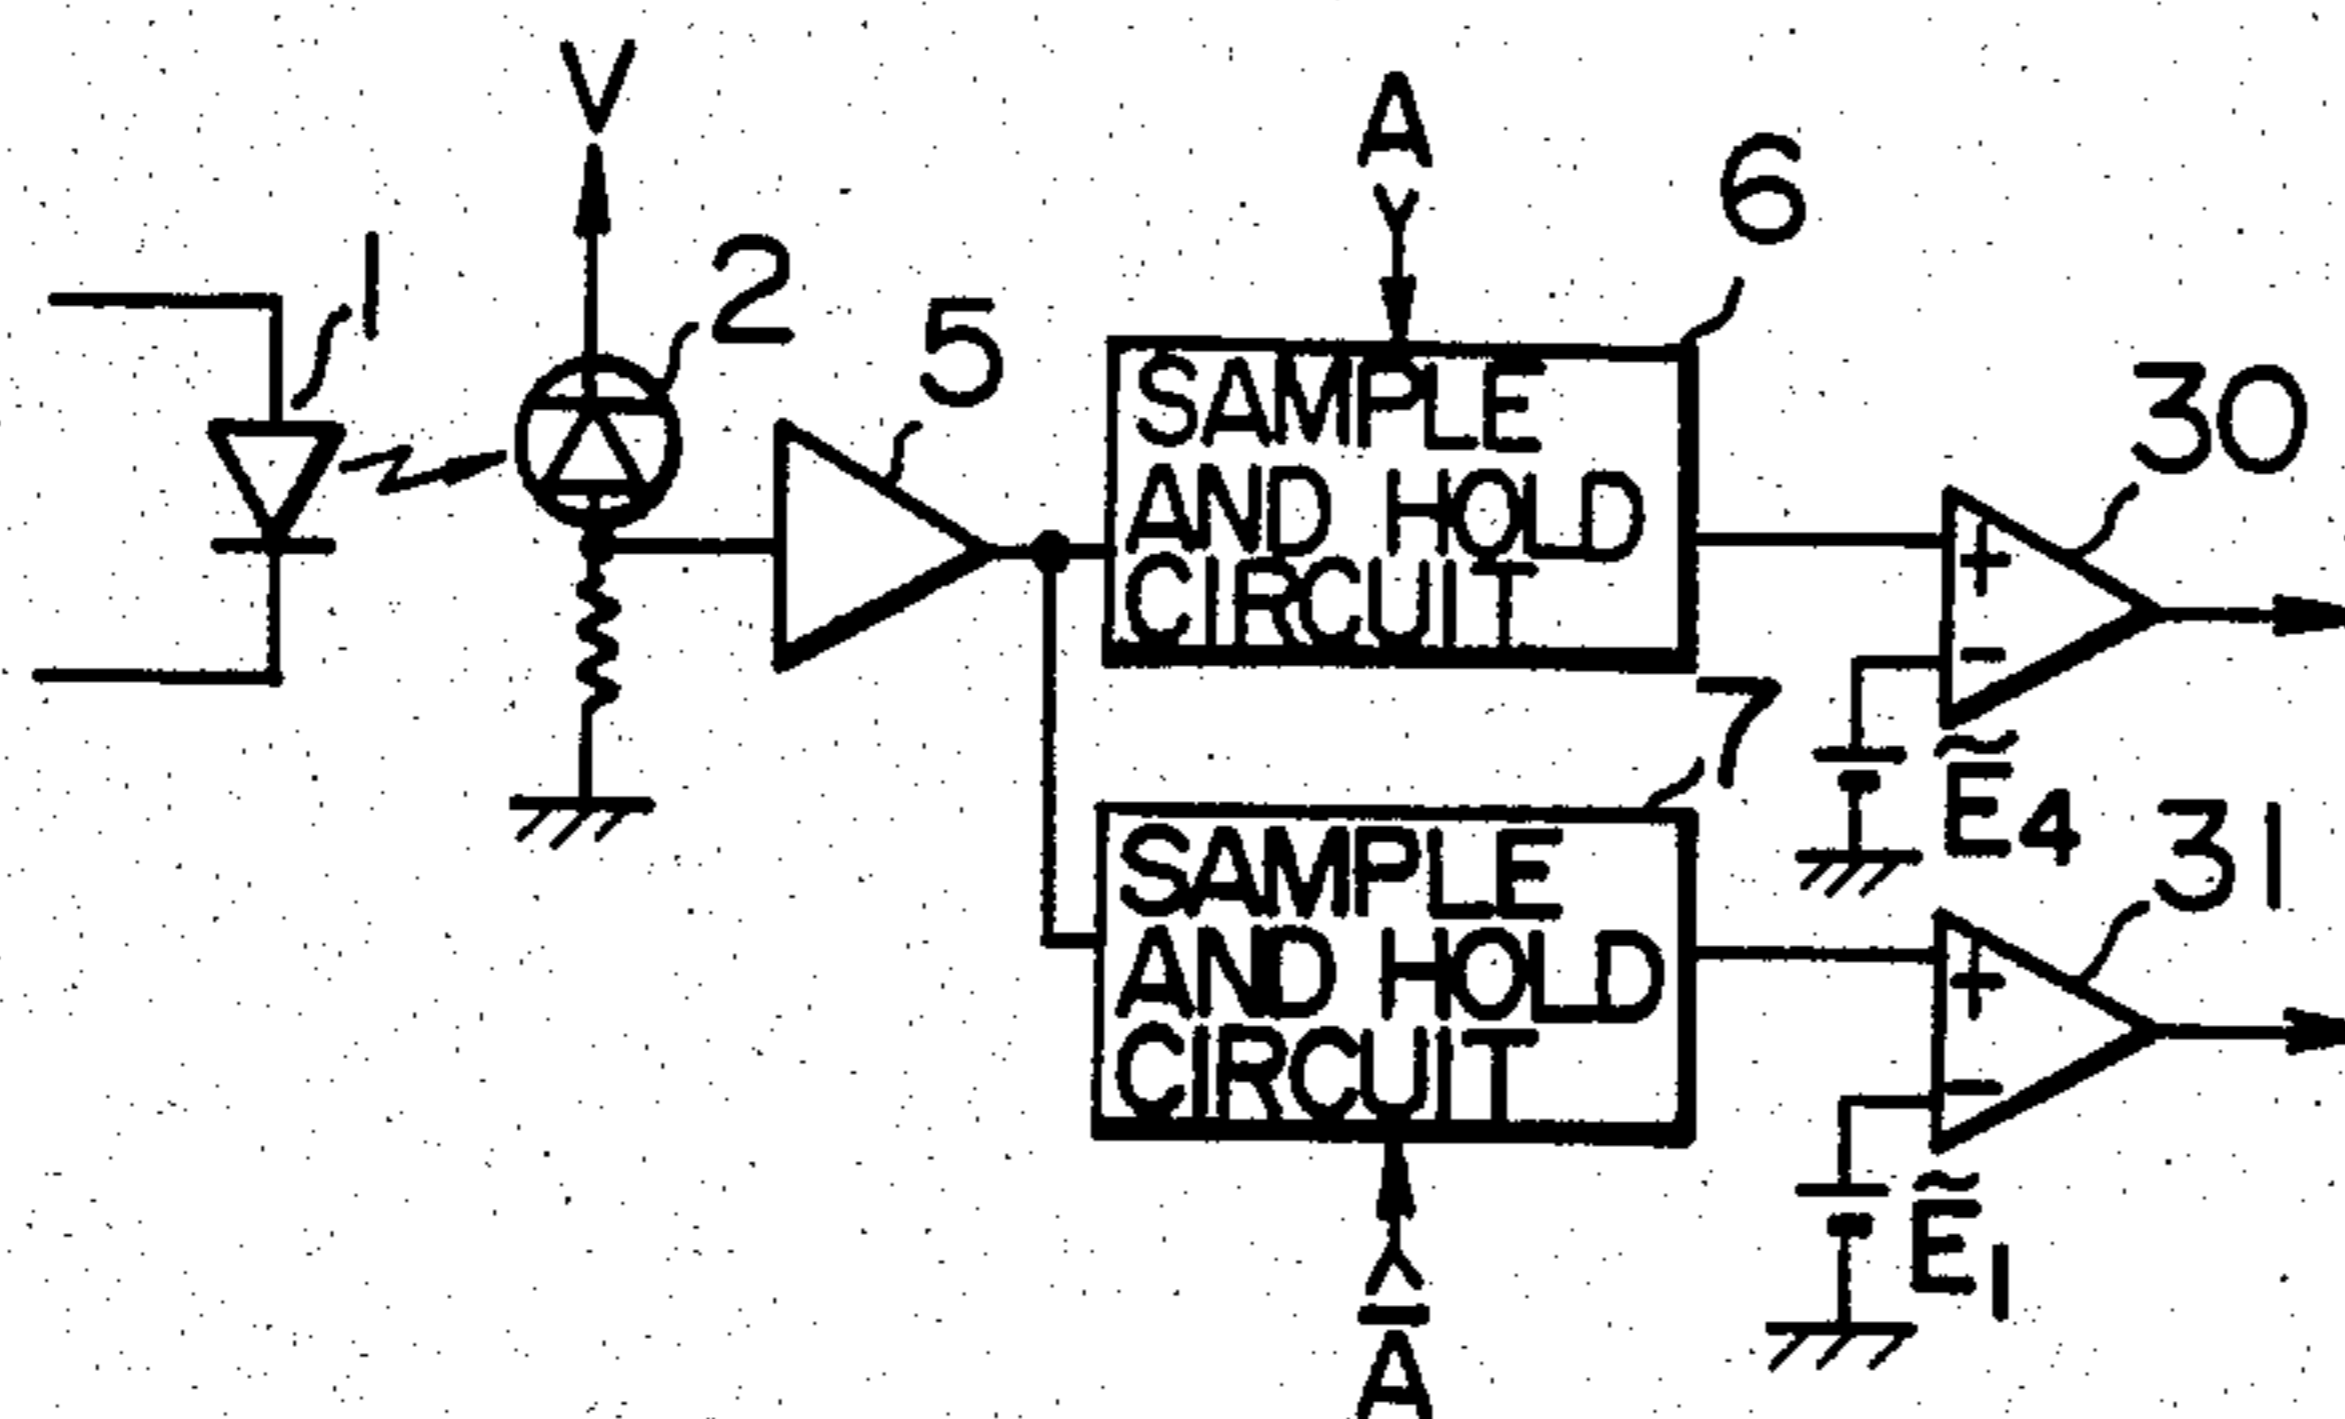 V
A
6
1
2
5
30
SAMPLE
AND HOLD
CIRCUIT
+
−
7
Ẽ4
31
SAMPLE
AND HOLD
CIRCUIT
+
−
Ẽ1
Ā